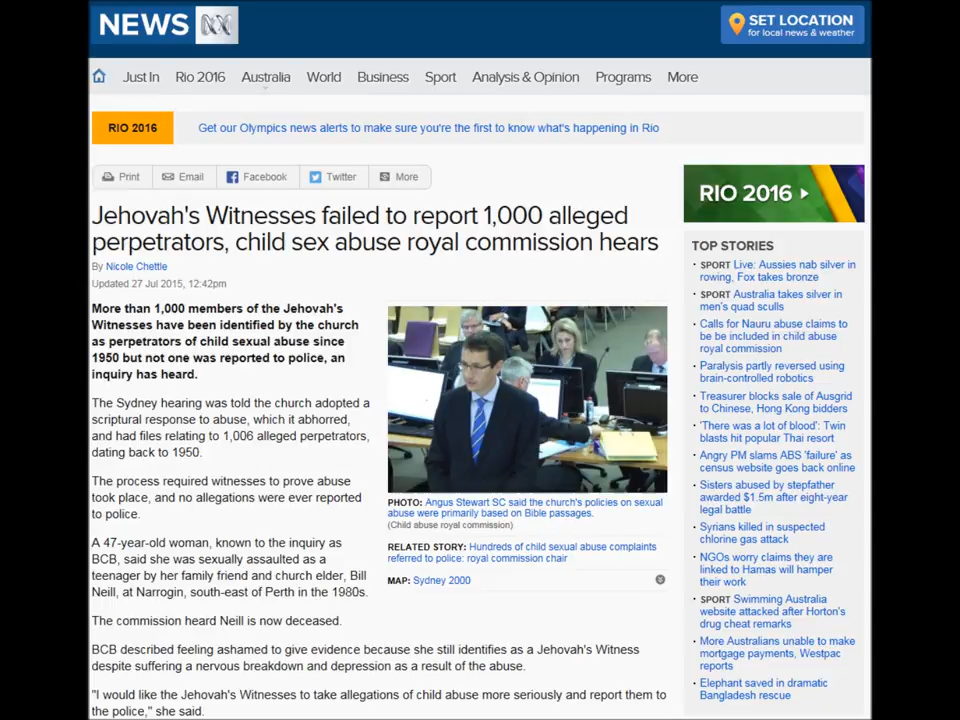 NEWS
SET LOCATION
for local news & weather
Just In Rio 2016 Australia World Business Sport Analysis & Opinion Programs More
RIO 2016
Get our Olympics news alerts to make sure you're the first to know what's happening in Rio
Print Email Facebook Twitter More
Jehovah's Witnesses failed to report 1,000 alleged
perpetrators, child sex abuse royal commission hears
By Nicole Chettle
Updated 27 Jul 2015, 12:42pm
More than 1,000 members of the Jehovah's
Witnesses have been identified by the church
as perpetrators of child sexual abuse since
1950 but not one was reported to police, an
inquiry has heard.
The Sydney hearing was told the church adopted a
scriptural response to abuse, which it abhorred,
and had files relating to 1,006 alleged perpetrators,
dating back to 1950.
The process required witnesses to prove abuse
took place, and no allegations were ever reported
to police.
A 47-year-old woman, known to the inquiry as
BCB, said she was sexually assaulted as a
teenager by her family friend and church elder, Bill
Neill, at Narrogin, south-east of Perth in the 1980s.
The commission heard Neill is now deceased.
BCB described feeling ashamed to give evidence because she still identifies as a Jehovah's Witness
despite suffering a nervous breakdown and depression as a result of the abuse.
"I would like the Jehovah's Witnesses to take allegations of child abuse more seriously and report them to
the police," she said.
PHOTO: Angus Stewart SC said the church's policies on sexual
abuse were primarily based on Bible passages.
(Child abuse royal commission)
RELATED STORY: Hundreds of child sexual abuse complaints
referred to police: royal commission chair
MAP: Sydney 2000
RIO 2016
TOP STORIES
SPORT Live: Aussies nab silver in
rowing, Fox takes bronze
SPORT Australia takes silver in
men's quad sculls
Calls for Nauru abuse claims to
be be included in child abuse
royal commission
Paralysis partly reversed using
brain-controlled robotics
Treasurer blocks sale of Ausgrid
to Chinese, Hong Kong bidders
'There was a lot of blood': Twin
blasts hit popular Thai resort
Angry PM slams ABS 'failure' as
census website goes back online
Sisters abused by stepfather
awarded $1.5m after eight-year
legal battle
Syrians killed in suspected
chlorine gas attack
NGOs worry claims they are
linked to Hamas will hamper
their work
SPORT Swimming Australia
website attacked after Horton's
drug cheat remarks
More Australians unable to make
mortgage payments, Westpac
reports
Elephant saved in dramatic
Bangladesh rescue